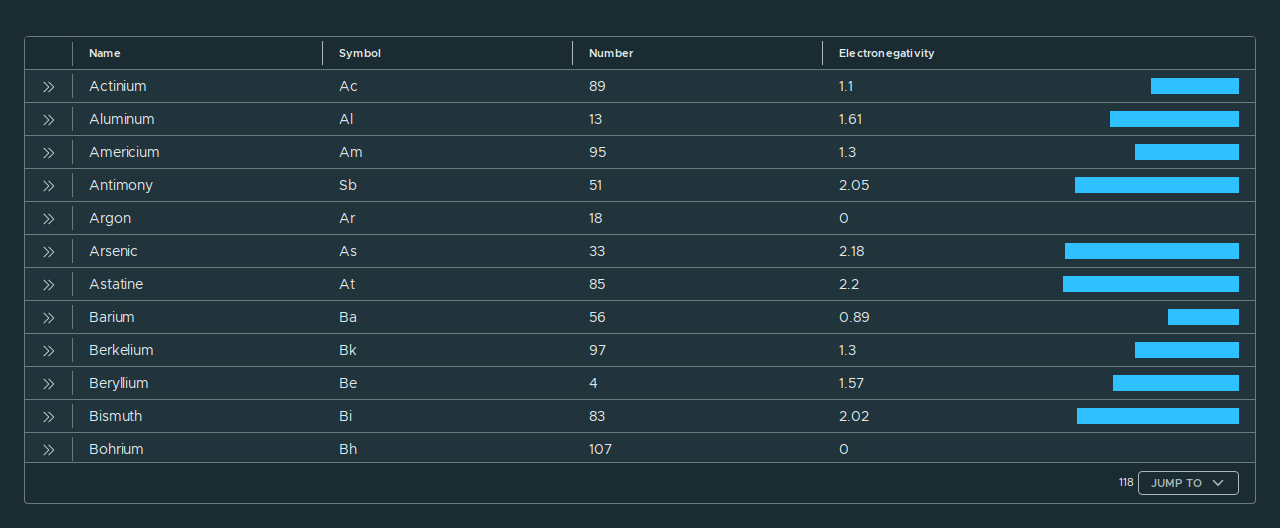 Name Symbol Number Electronegativity
Actinium Ac 89 1.1
Aluminum Al 13 1.61
Americium Am 95 1.3
Antimony Sb 51 2.05
Argon Ar 18 0
Arsenic As 33 2.18
Astatine At 85 2.2
Barium Ba 56 0.89
Berkelium Bk 97 1.3
Beryllium Be 4 1.57
Bismuth Bi 83 2.02
Bohrium Bh 107 0
118 JUMP TO